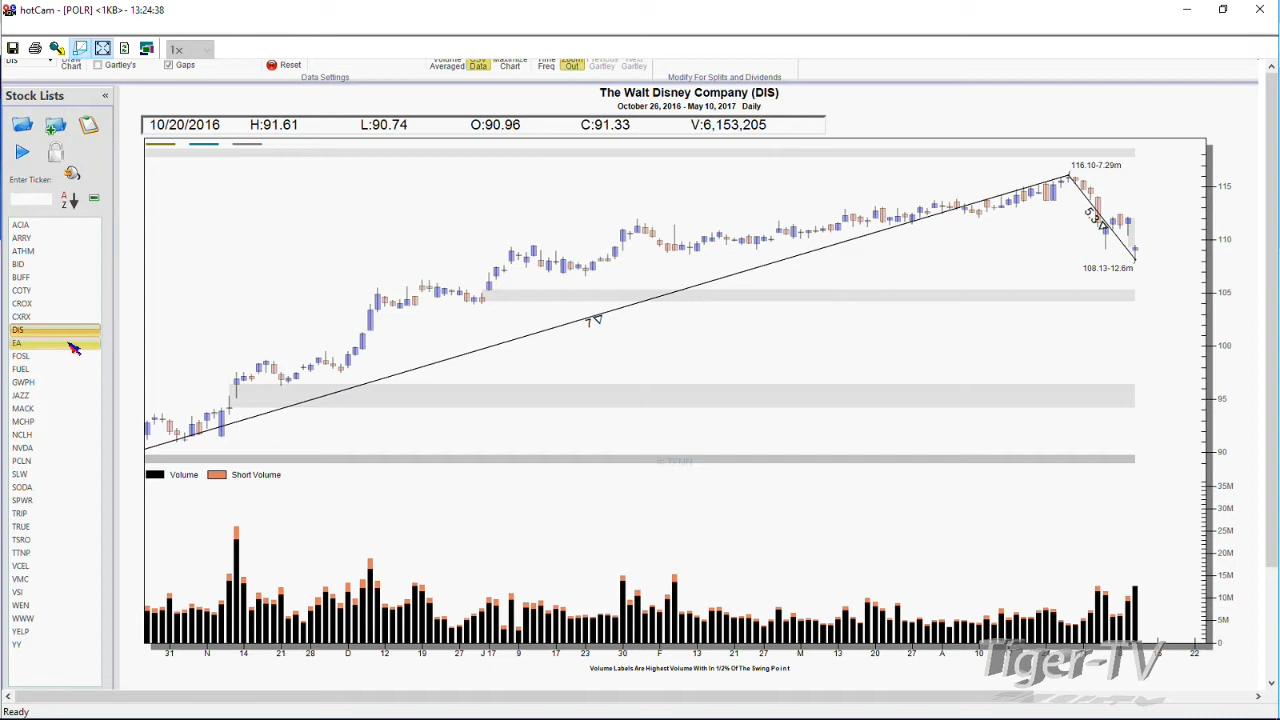 hotCam - [POLR] <1KB> - 13:24:38
1x
DIS
Chart
Gartley's
Gaps
Reset
Data Settings
Averaged
CSV
Data
Maximize
Chart
Time
Freq
Zoom
Out
Gartley
Gartley
Modify For Splits and Dividends
Stock Lists
«
Enter Ticker:
A
Z
ACIA
ARRY
ATHM
BID
BUFF
COTY
CROX
CXRX
DIS
EA
FOSL
FUEL
GWPH
JAZZ
MACK
MCHP
NCLH
NVDA
PCLN
SLW
SODA
SPWR
TRIP
TRUE
TSRO
TTNP
VCEL
VMC
VSI
WEN
WWW
YELP
YY
The Walt Disney Company (DIS)
October 26, 2016 - May 10, 2017 Daily
10/20/2016 H:91.61 L:90.74 O:90.96 C:91.33 V:6,153,205
116.10-7.29m
5.3
108.13-12.6m
7
115
110
105
100
95
90
Volume Short Volume
35M
30M
25M
20M
15M
10M
5M
0
31 N 14 21 28 D 12 19 27 J 17 9 17 23 F 13 21 27 M 13 20 27 A 10 22
Volume Labels Are Highest Volume With In 1/2% Of The Swing Point
Tiger-TV
Ready